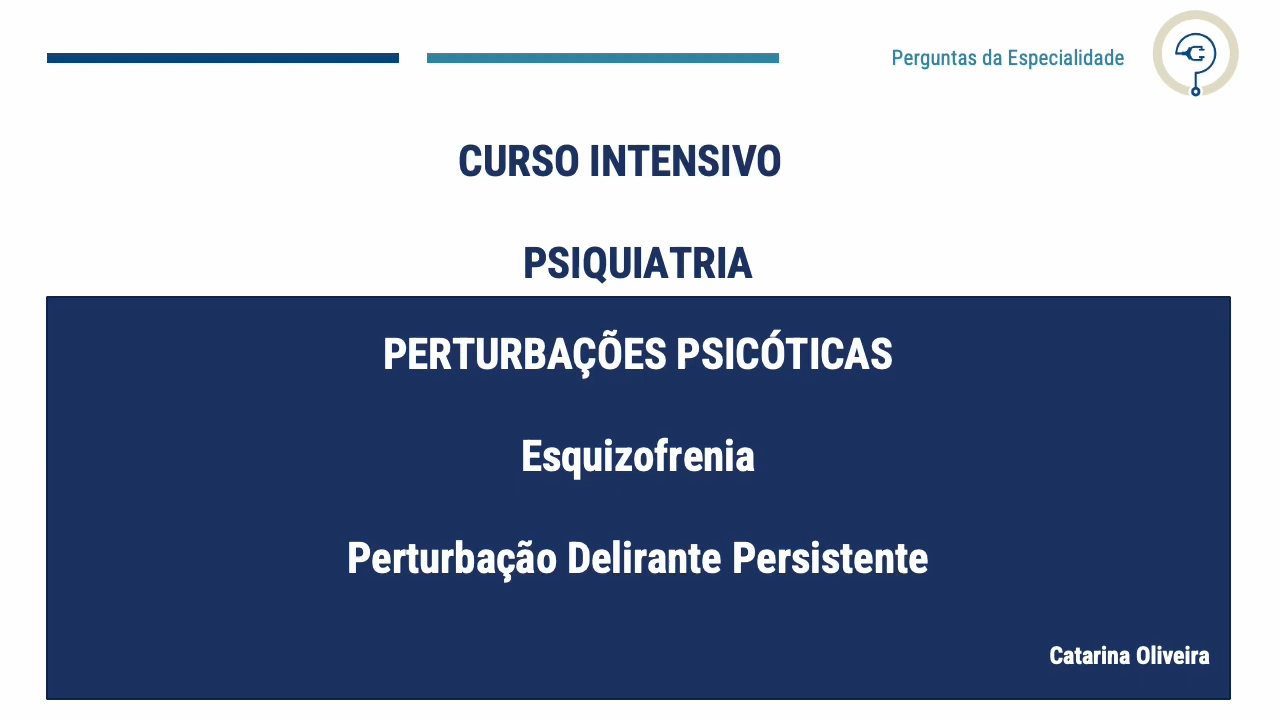 Perguntas da Especialidade
CURSO INTENSIVO
PSIQUIATRIA
PERTURBAÇÕES PSICÓTICAS
Esquizofrenia
Perturbação Delirante Persistente
Catarina Oliveira